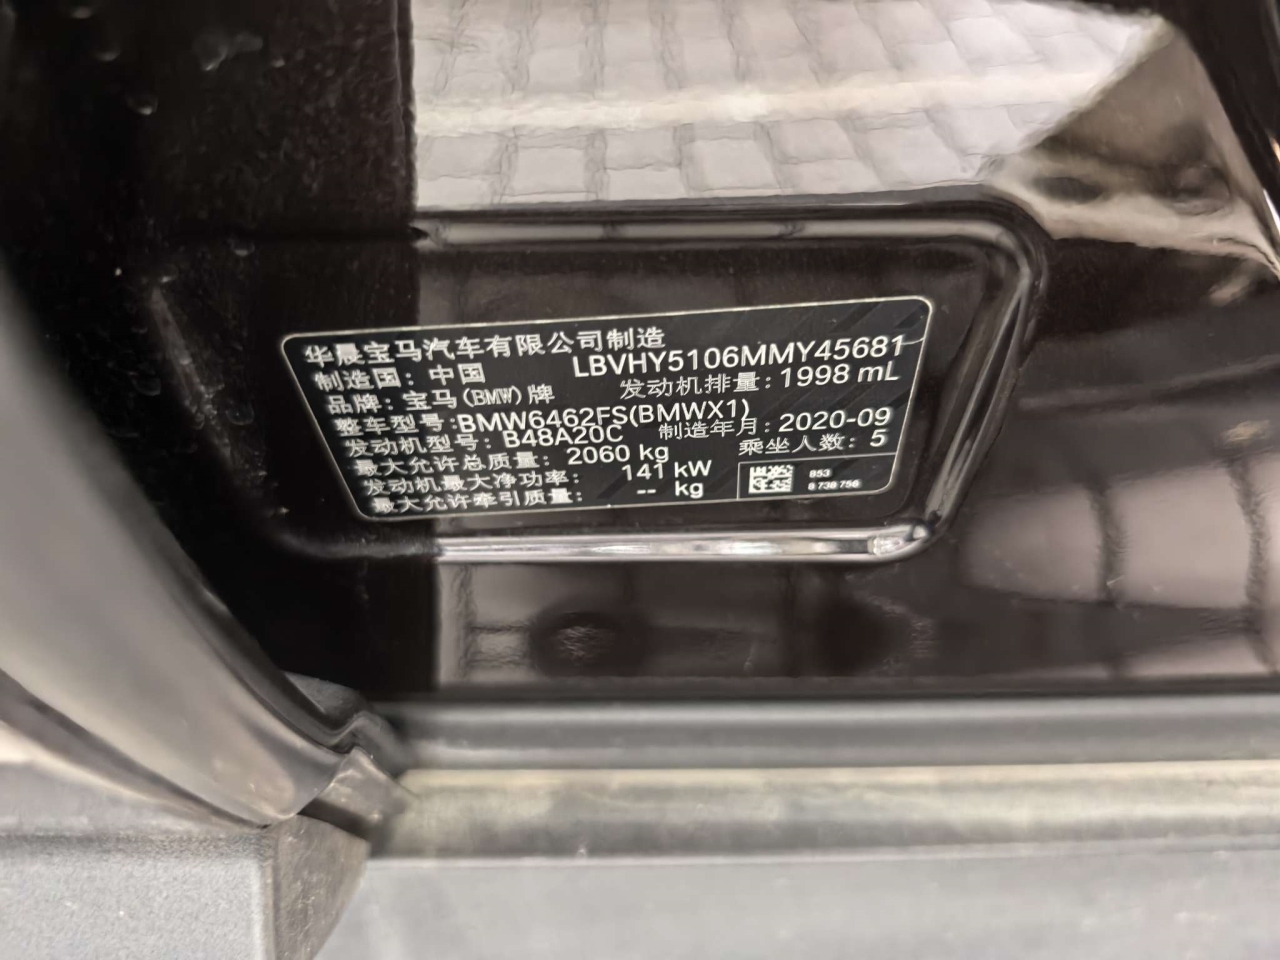 华晨宝马汽车有限公司制造
制造国：中国 LBVHY5106MMY45681
品牌：宝马(BMW)牌 发动机排量：1998 mL
整车型号：BMW6462FS(BMWX1)
发动机型号：B48A20C 制造年月：2020-09
最大允许总质量：2060 kg 乘坐人数：5
发动机最大净功率：141 kW
最大允许牵引质量：-- kg
853
8 738 756